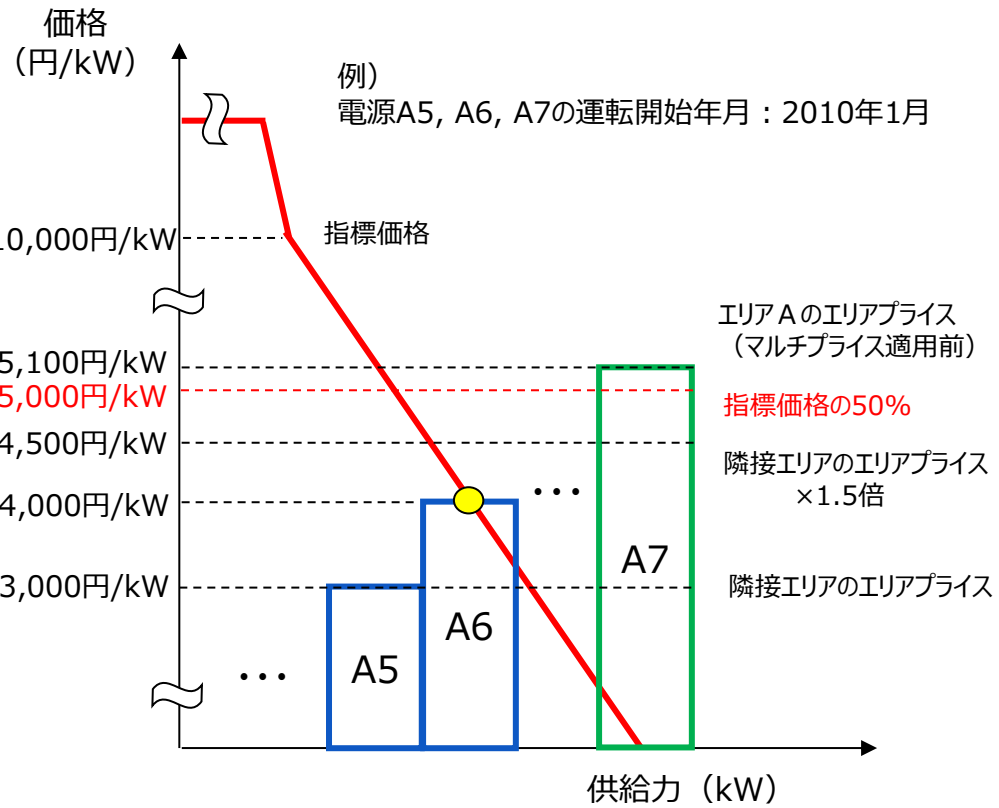 価格
（円/kW）
例）
電源A5, A6, A7の運転開始年月：2010年1月
0,000円/kW
指標価格
エリアＡのエリアプライス
（マルチプライス適用前）
5,100円/kW
5,000円/kW
指標価格の50%
4,500円/kW
隣接エリアのエリアプライス
×1.5倍
4,000円/kW
…
A7
3,000円/kW
隣接エリアのエリアプライス
A6
A5
…
供給力（kW）